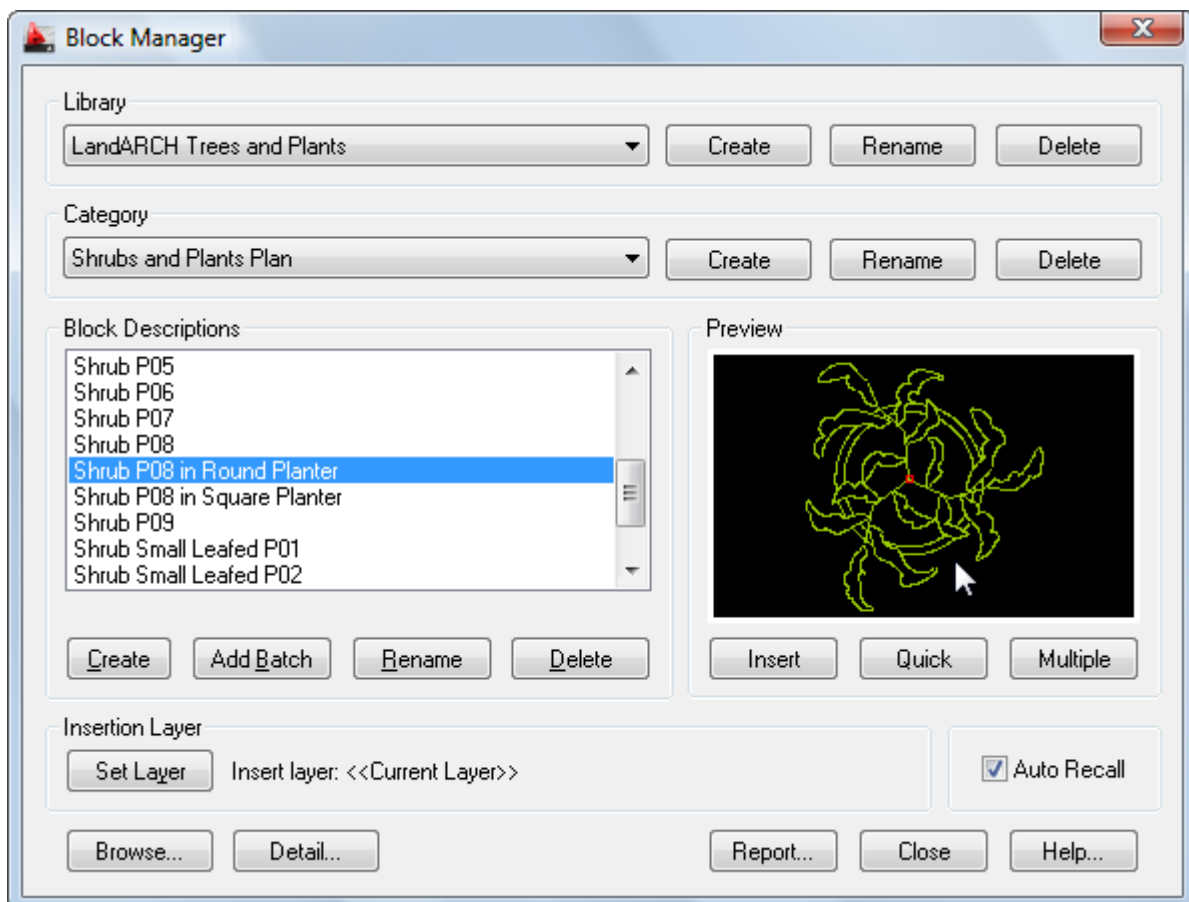 Block Manager
Library
LandARCH Trees and Plants Create Rename Delete
Category
Shrubs and Plants Plan Create Rename Delete
Block Descriptions
Shrub P05
Shrub P06
Shrub P07
Shrub P08
Shrub P08 in Round Planter
Shrub P08 in Square Planter
Shrub P09
Shrub Small Leafed P01
Shrub Small Leafed P02
Create Add Batch Rename Delete
Preview
Insert Quick Multiple
Insertion Layer
Set Layer Insert layer: <<Current Layer>>
Auto Recall
Browse... Detail... Report... Close Help...